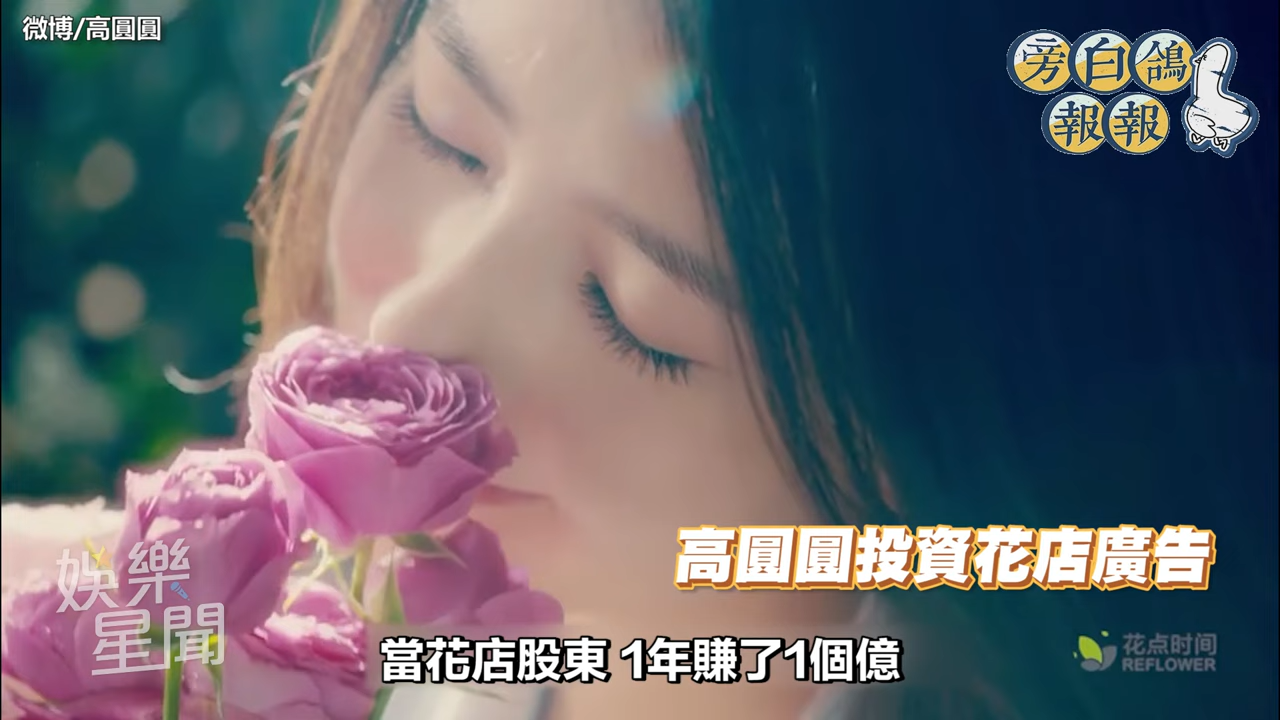 微博/高圓圓
旁白鴿
報報
高圓圓投資花店廣告
娛樂
星聞
當花店股東 1年賺了1個億
花点时间
REFLOWER